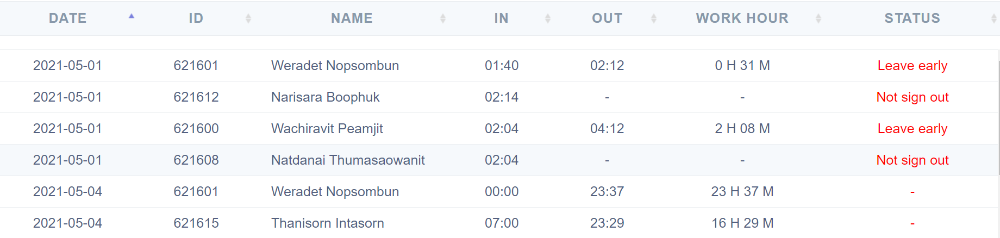 DATE ID NAME IN OUT WORK HOUR STATUS
2021-05-01 621601 Weradet Nopsombun 01:40 02:12 0 H 31 M Leave early
2021-05-01 621612 Narisara Boophuk 02:14 - - Not sign out
2021-05-01 621600 Wachiravit Peamjit 02:04 04:12 2 H 08 M Leave early
2021-05-01 621608 Natdanai Thumasaowanit 02:04 - - Not sign out
2021-05-04 621601 Weradet Nopsombun 00:00 23:37 23 H 37 M -
2021-05-04 621615 Thanisorn Intasorn 07:00 23:29 16 H 29 M -